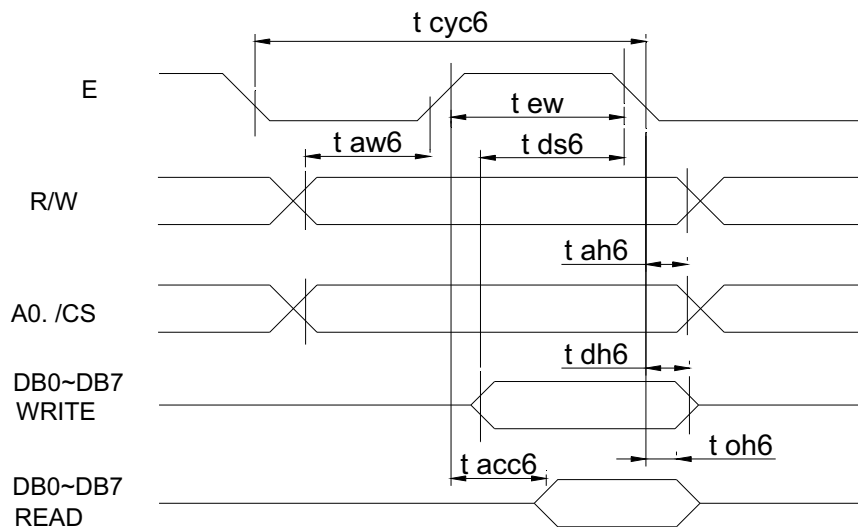 t cyc6
E
t ew
t aw6
t ds6
R/W
t ah6
A0. /CS
t dh6
DB0~DB7
WRITE
t oh6
t acc6
DB0~DB7
READ